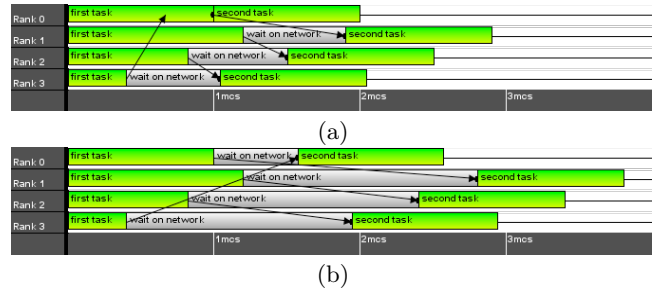 Rank 0 first task second task
Rank 1 first task wait on network second task
Rank 2 first task wait on network second task
Rank 3 first task wait on network second task
1mcs 2mcs 3mcs
(a)
Rank 0 first task wait on network second task
Rank 1 first task wait on network second task
Rank 2 first task wait on network second task
Rank 3 first task wait on network second task
1mcs 2mcs 3mcs
(b)